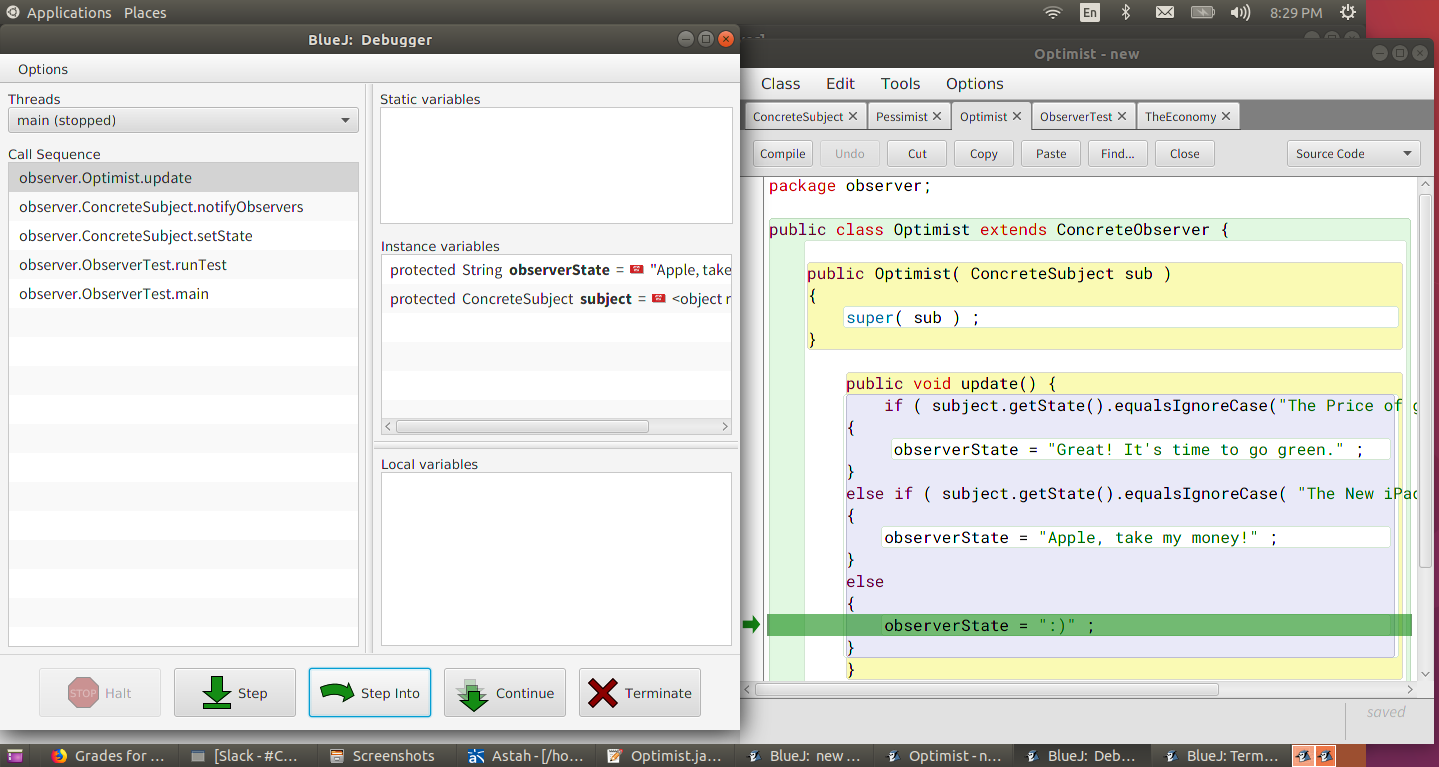 Applications Places
En
8:29 PM
BlueJ: Debugger
Options
Threads
main (stopped)
Call Sequence
observer.Optimist.update
observer.ConcreteSubject.notifyObservers
observer.ConcreteSubject.setState
observer.ObserverTest.runTest
observer.ObserverTest.main
Static variables
Instance variables
protected String observerState = "Apple, take
protected ConcreteSubject subject = <object r
Local variables
STOP Halt
Step
Step Into
Continue
Terminate
Optimist - new
Class Edit Tools Options
ConcreteSubject Pessimist Optimist ObserverTest TheEconomy
Compile Undo Cut Copy Paste Find... Close Source Code
package observer;
public class Optimist extends ConcreteObserver {
public Optimist( ConcreteSubject sub )
{
super( sub ) ;
}
public void update() {
if ( subject.getState().equalsIgnoreCase("The Price of g
{
observerState = "Great! It's time to go green." ;
}
else if ( subject.getState().equalsIgnoreCase( "The New iPad
{
observerState = "Apple, take my money!" ;
}
else
{
observerState = ":)" ;
}
}
saved
Grades for ...
[Slack - #C...
Screenshots
Astah - [/ho...
Optimist.ja...
BlueJ: new ...
Optimist - n...
BlueJ: Deb...
BlueJ: Term...